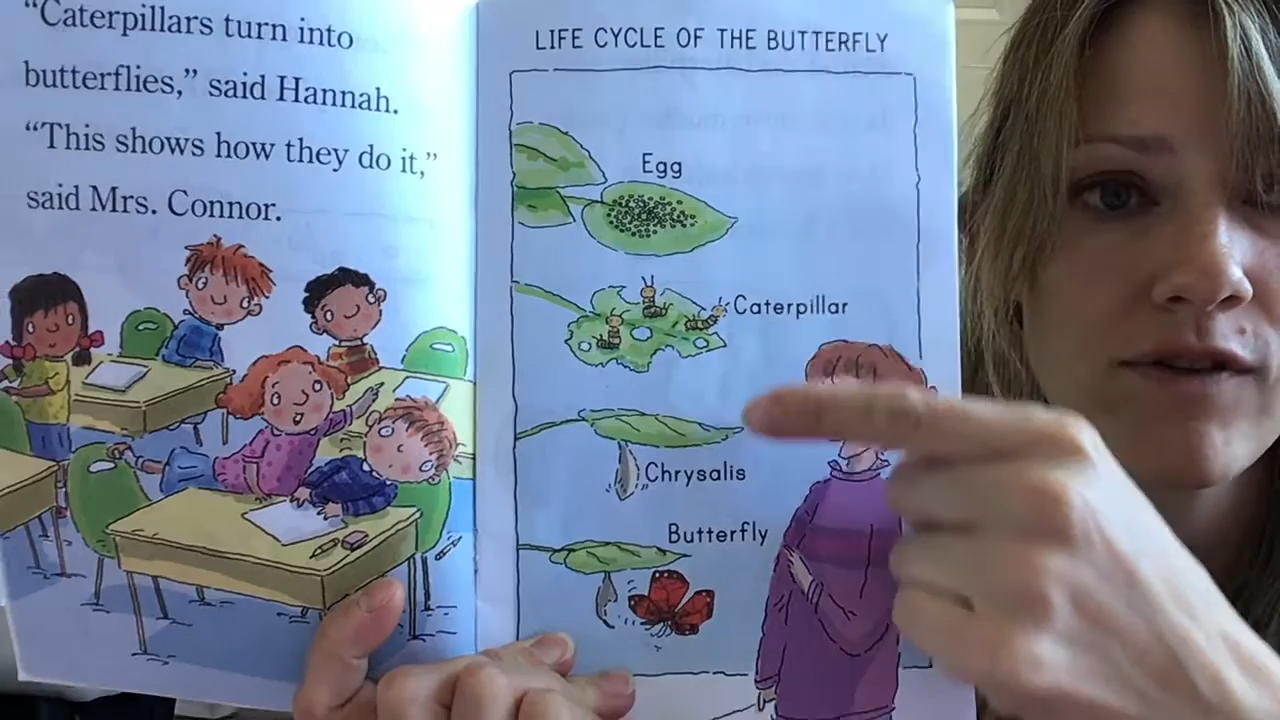 “Caterpillars turn into
butterflies,” said Hannah.
“This shows how they do it,”
said Mrs. Connor.
LIFE CYCLE OF THE BUTTERFLY
Egg
Caterpillar
Chrysalis
Butterfly